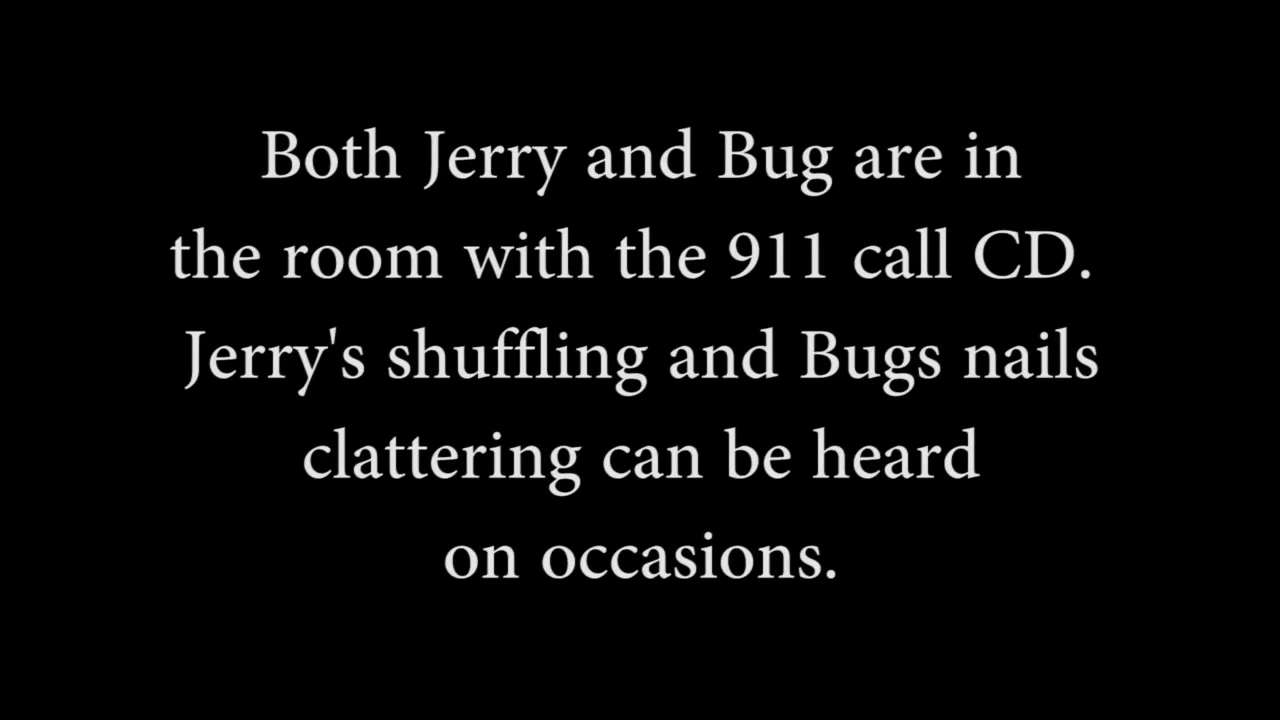 Both Jerry and Bug are in
the room with the 911 call CD.
Jerry's shuffling and Bugs nails
clattering can be heard
on occasions.